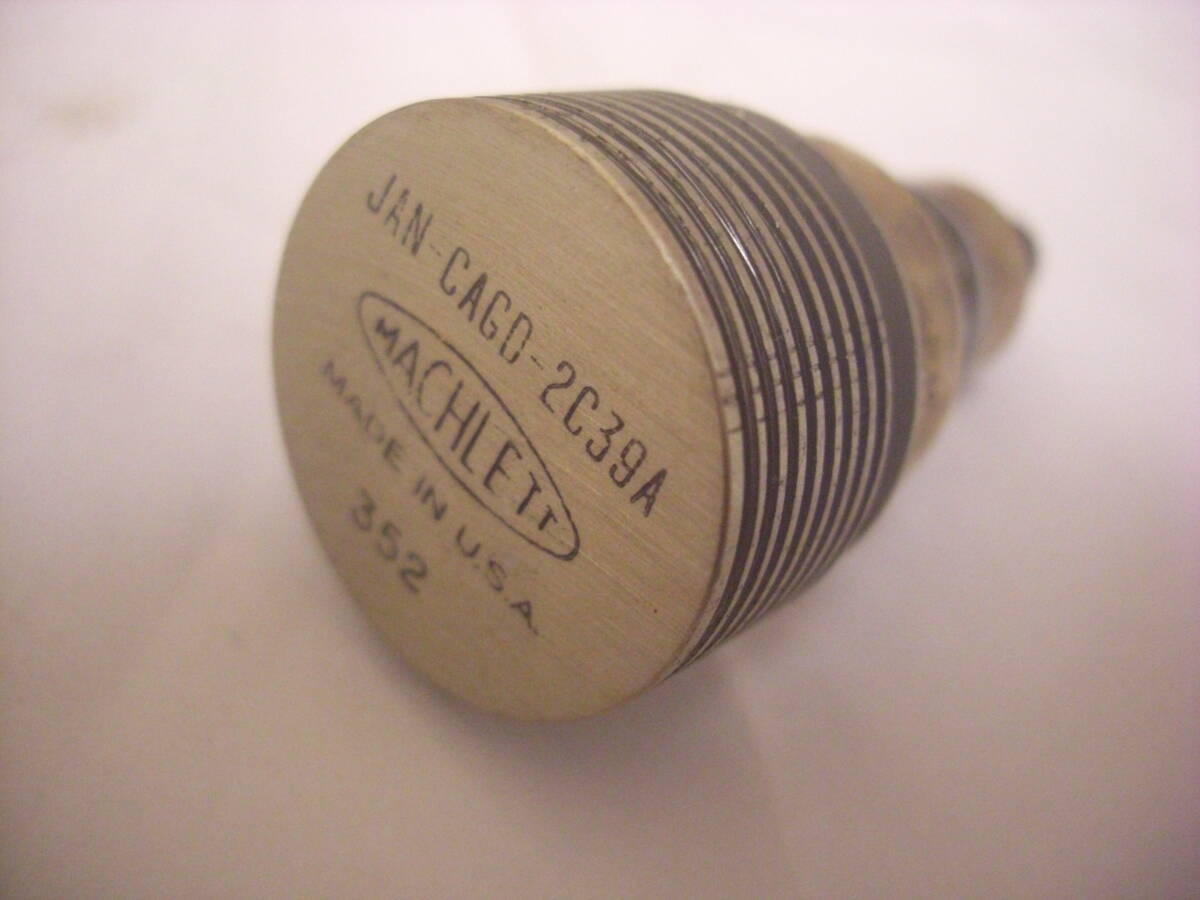 JAN-CAGD-2C39A
MACHLETT
MADE IN U.S.A.
352